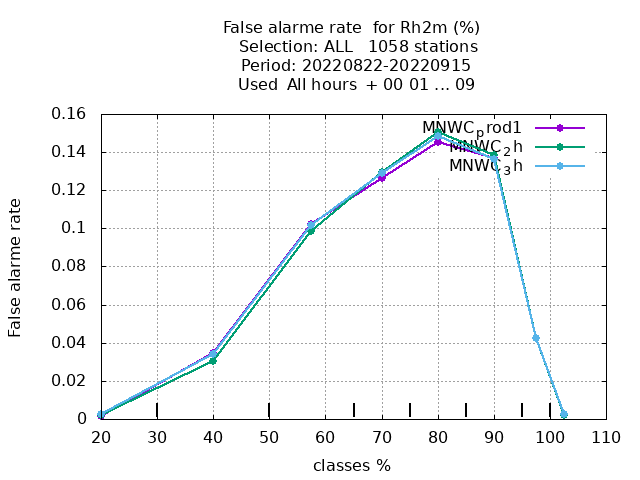 False alarme rate  for Rh2m (%)
Selection: ALL   1058 stations
Period: 20220822-20220915
Used  All hours  + 00 01 ... 09
0.16
0.14
0.12
0.1
0.08
0.06
0.04
0.02
0
False alarme rate
MNWCprod1
MNWC2h
MNWC3h
20 30 40 50 60 70 80 90 100 110
classes %